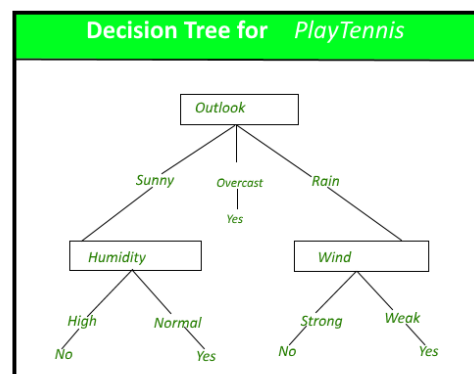 Decision Tree for PlayTennis
Outlook
Sunny
Overcast
Rain
Yes
Humidity
Wind
High
Normal
Strong
Weak
No
Yes
No
Yes